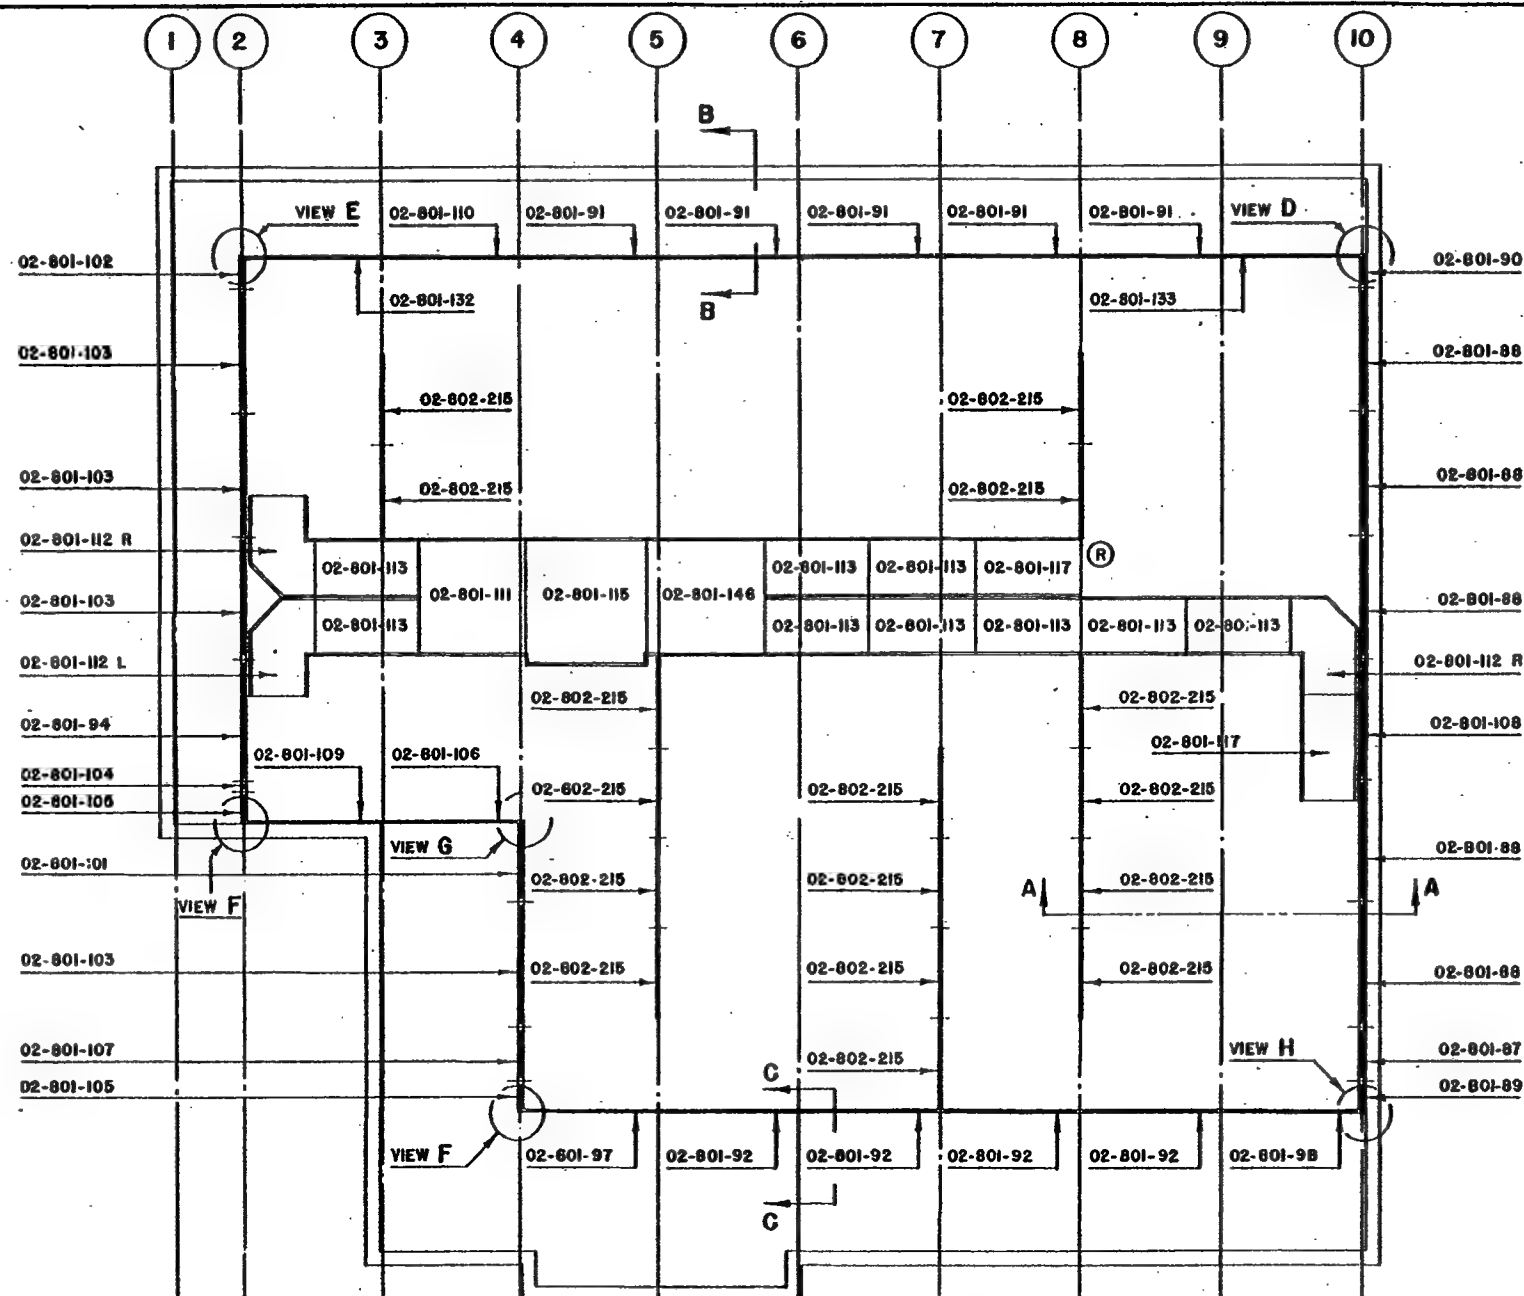 1 2 3 4 5 6 7 8 9 10
B
VIEW E 02-801-110 02-801-91 02-801-91 02-801-91 02-801-91 02-801-91 VIEW D
02-801-102 02-801-90
B
02-801-132 02-801-133
02-801-103 02-801-88
02-802-215 02-802-215
02-801-103 02-802-215 02-802-215 02-801-88
02-801-112 R R
02-801-113 02-801-113 02-801-113 02-801-117
02-801-111 02-801-115 02-801-146
02-801-103 02-801-88
02-801-113 02-801-113 02-801-113 02-801-113 02-801-113 02-801-113
02-801-112 L 02-801-112 R
02-802-215 02-802-215
02-801-94 02-801-108
02-801-109 02-801-106 02-801-117
02-801-104
02-802-215 02-802-215 02-802-215
02-801-105
VIEW G 02-801-88
02-801-101
02-802-215 02-802-215 02-802-215 A A
VIEW F
02-801-103 02-802-215 02-802-215 02-802-215 02-801-88
02-801-107 02-802-215 VIEW H 02-801-87
C
02-801-105 02-801-89
VIEW F 02-801-97 02-801-92 02-801-92 02-801-92 02-801-92 02-801-98
C